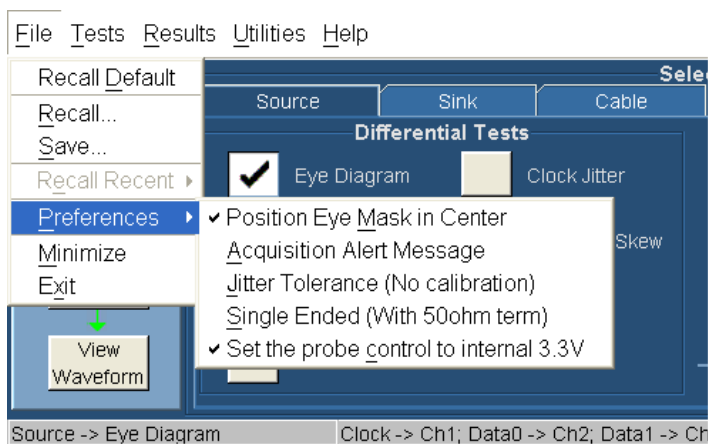 File Tests Results Utilities Help
Recall Default
Recall...
Save...
Recall Recent
Preferences
Minimize
Exit
Position Eye Mask in Center
Acquisition Alert Message
Jitter Tolerance (No calibration)
Single Ended (With 50ohm term)
Set the probe control to internal 3.3V
Sele
Source Sink Cable
Differential Tests
Eye Diagram Clock Jitter
Skew
View
Waveform
Source -> Eye Diagram Clock -> Ch1; Data0 -> Ch2; Data1 -> Ch